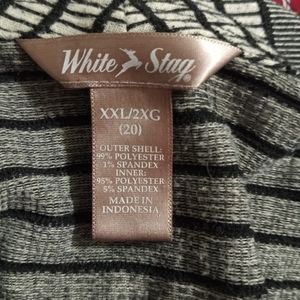 White Stag
XXL/2XG
(20)
OUTER SHELL:
99% POLYESTER
1% SPANDEX
INNER:
95% POLYESTER
5% SPANDEX
MADE IN
INDONESIA